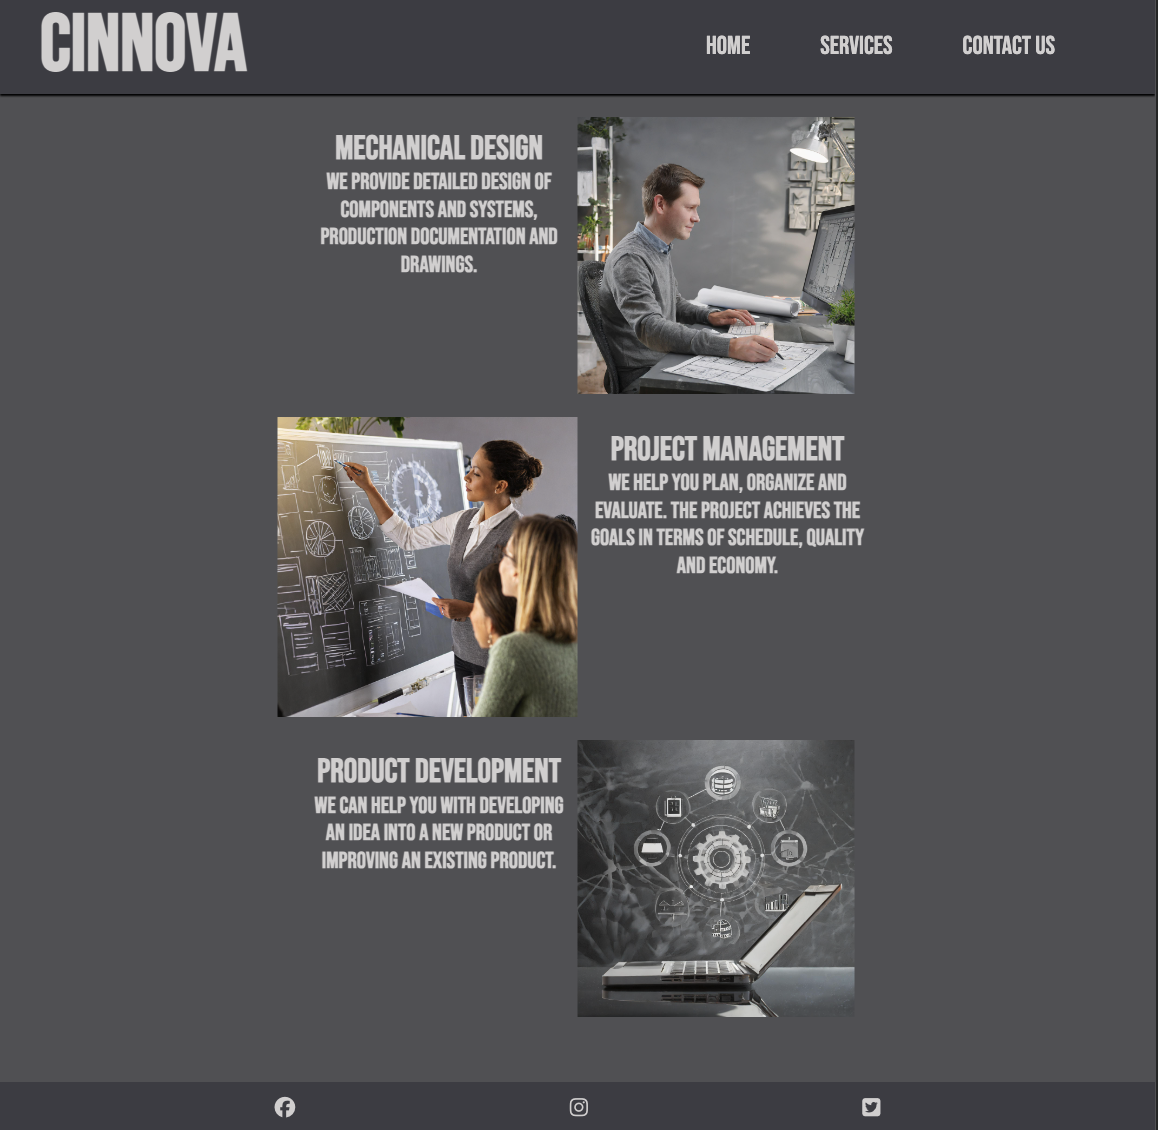 CINNOVA
HOME
SERVICES
CONTACT US
MECHANICAL DESIGN
WE PROVIDE DETAILED DESIGN OF
COMPONENTS AND SYSTEMS,
PRODUCTION DOCUMENTATION AND
DRAWINGS.
PROJECT MANAGEMENT
WE HELP YOU PLAN, ORGANIZE AND
EVALUATE. THE PROJECT ACHIEVES THE
GOALS IN TERMS OF SCHEDULE, QUALITY
AND ECONOMY.
PRODUCT DEVELOPMENT
WE CAN HELP YOU WITH DEVELOPING
AN IDEA INTO A NEW PRODUCT OR
IMPROVING AN EXISTING PRODUCT.